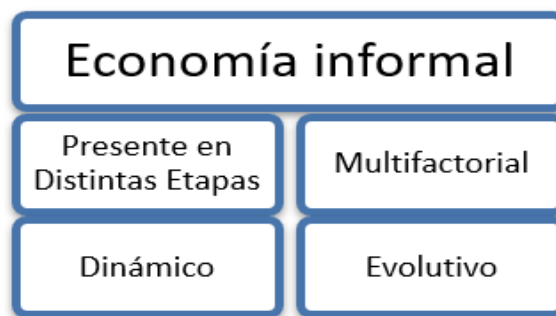 Economía informal
Presente en
Distintas Etapas
Multifactorial
Dinámico
Evolutivo